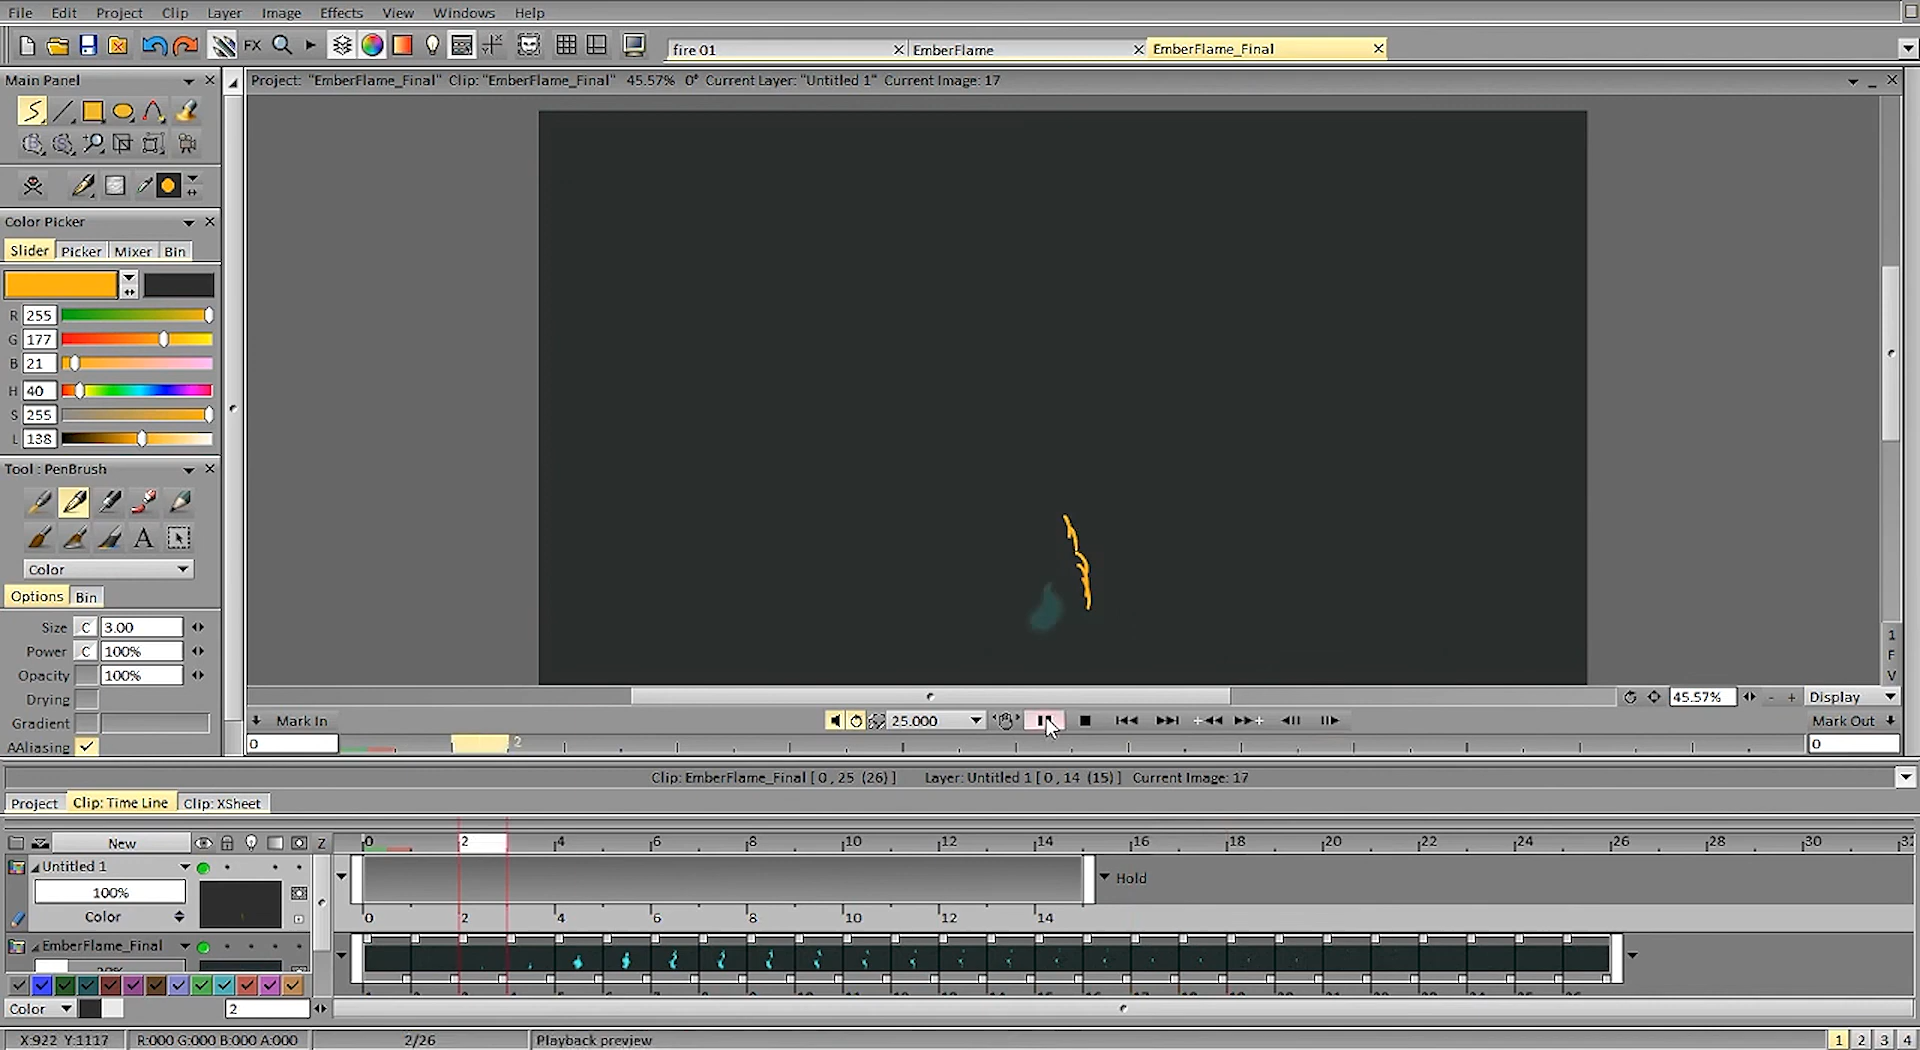 File Edit Project Clip Layer Image Effects View Windows Help
FX
fire 01
EmberFlame
EmberFlame_Final
Main Panel
Project: "EmberFlame_Final" Clip: "EmberFlame_Final" 45.57% 0° Current Layer: "Untitled 1" Current Image: 17
Color Picker
Slider Picker Mixer Bin
R 255
G 177
B 21
H 40
S 255
L 138
Tool : PenBrush
A
Color
Options Bin
Size C 3.00
Power C 100%
Opacity 100%
Drying
Gradient
AAliasing
1
F
V
45.57% - + Display
Mark In
25.000
Mark Out
0
2
0
Clip: EmberFlame_Final [ 0 , 25 (26) ] Layer: Untitled 1 [ 0 , 14 (15) ] Current Image: 17
Project Clip: Time Line Clip: XSheet
New Z
0 2 4 6 8 10 12 14 16 18 20 22 24 26 28 30 32
Untitled 1
100%
Color
Hold
0 2 4 6 8 10 12 14
EmberFlame_Final
Color
2
X:922 Y:1117 R:000 G:000 B:000 A:000 2/26 Playback preview
1 2 3 4